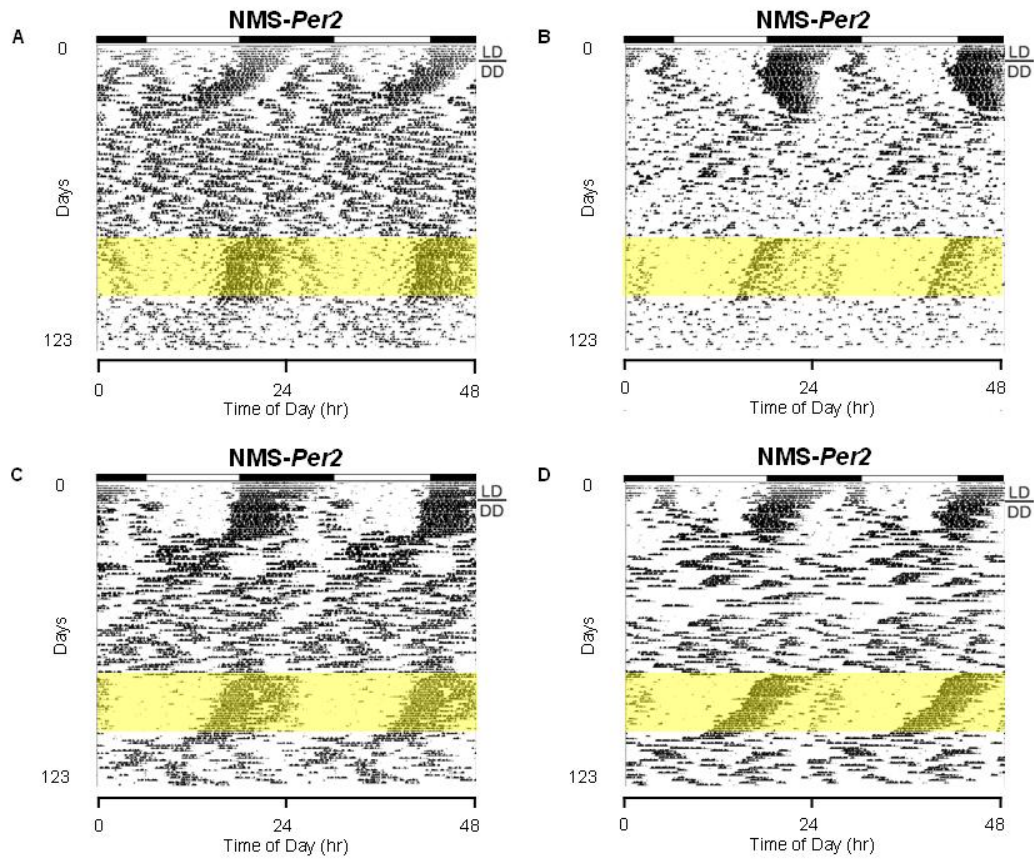 NMS-Per2
A
0
LD
DD
Days
123
0
24
48
Time of Day (hr)
NMS-Per2
B
0
LD
DD
Days
123
0
24
48
Time of Day (hr)
NMS-Per2
C
0
LD
DD
Days
123
0
24
48
Time of Day (hr)
NMS-Per2
D
0
LD
DD
Days
123
0
24
48
Time of Day (hr)